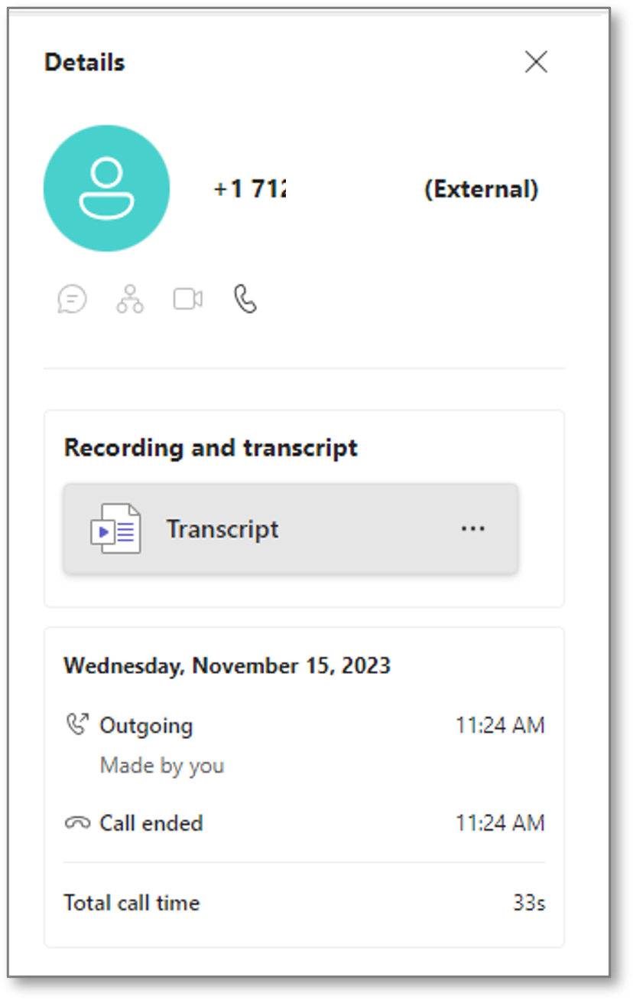 Details
+1 712 (External)
Recording and transcript
Transcript
Wednesday, November 15, 2023
Outgoing 11:24 AM
Made by you
Call ended 11:24 AM
Total call time 33s